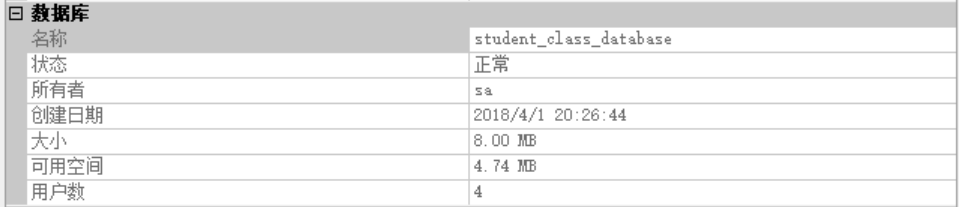 数据库
名称 student_class_database
状态 正常
所有者 sa
创建日期 2018/4/1 20:26:44
大小 8.00 MB
可用空间 4.74 MB
用户数 4